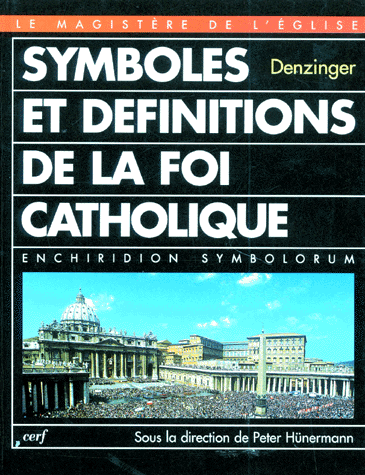 LE MAGISTÈRE DE L'ÉGLISE
SYMBOLES Denzinger
ET DEFINITIONS
DE LA FOI
CATHOLIQUE
ENCHIRIDION SYMBOLORUM
cerf
Sous la direction de Peter Hünermann